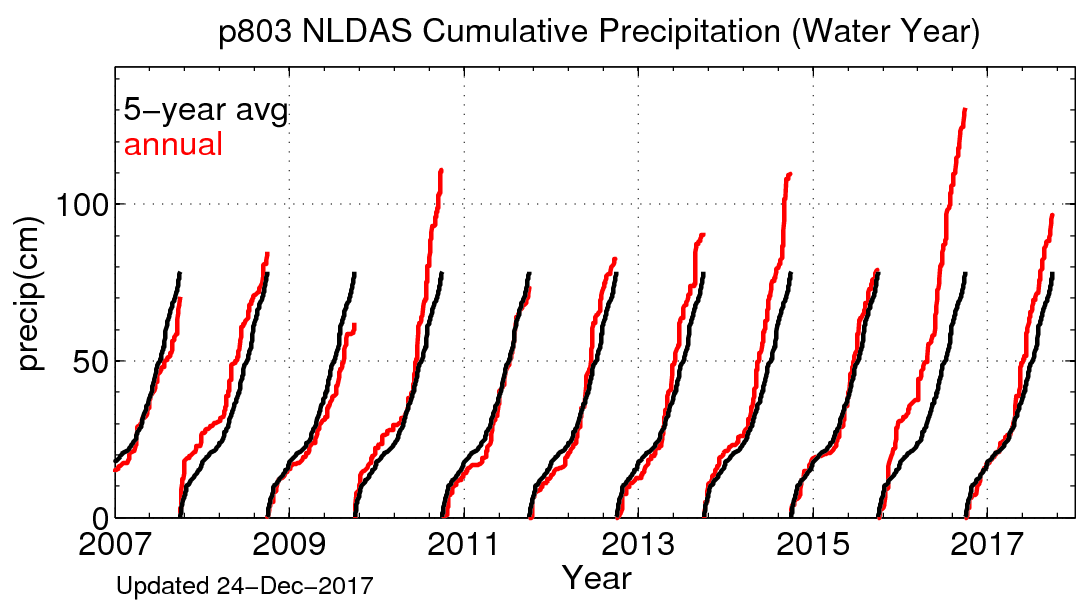 p803 NLDAS Cumulative Precipitation (Water Year)
5−year avg
annual
precip(cm)
100
50
0
2007 2009 2011 2013 2015 2017
Year
Updated 24−Dec−2017